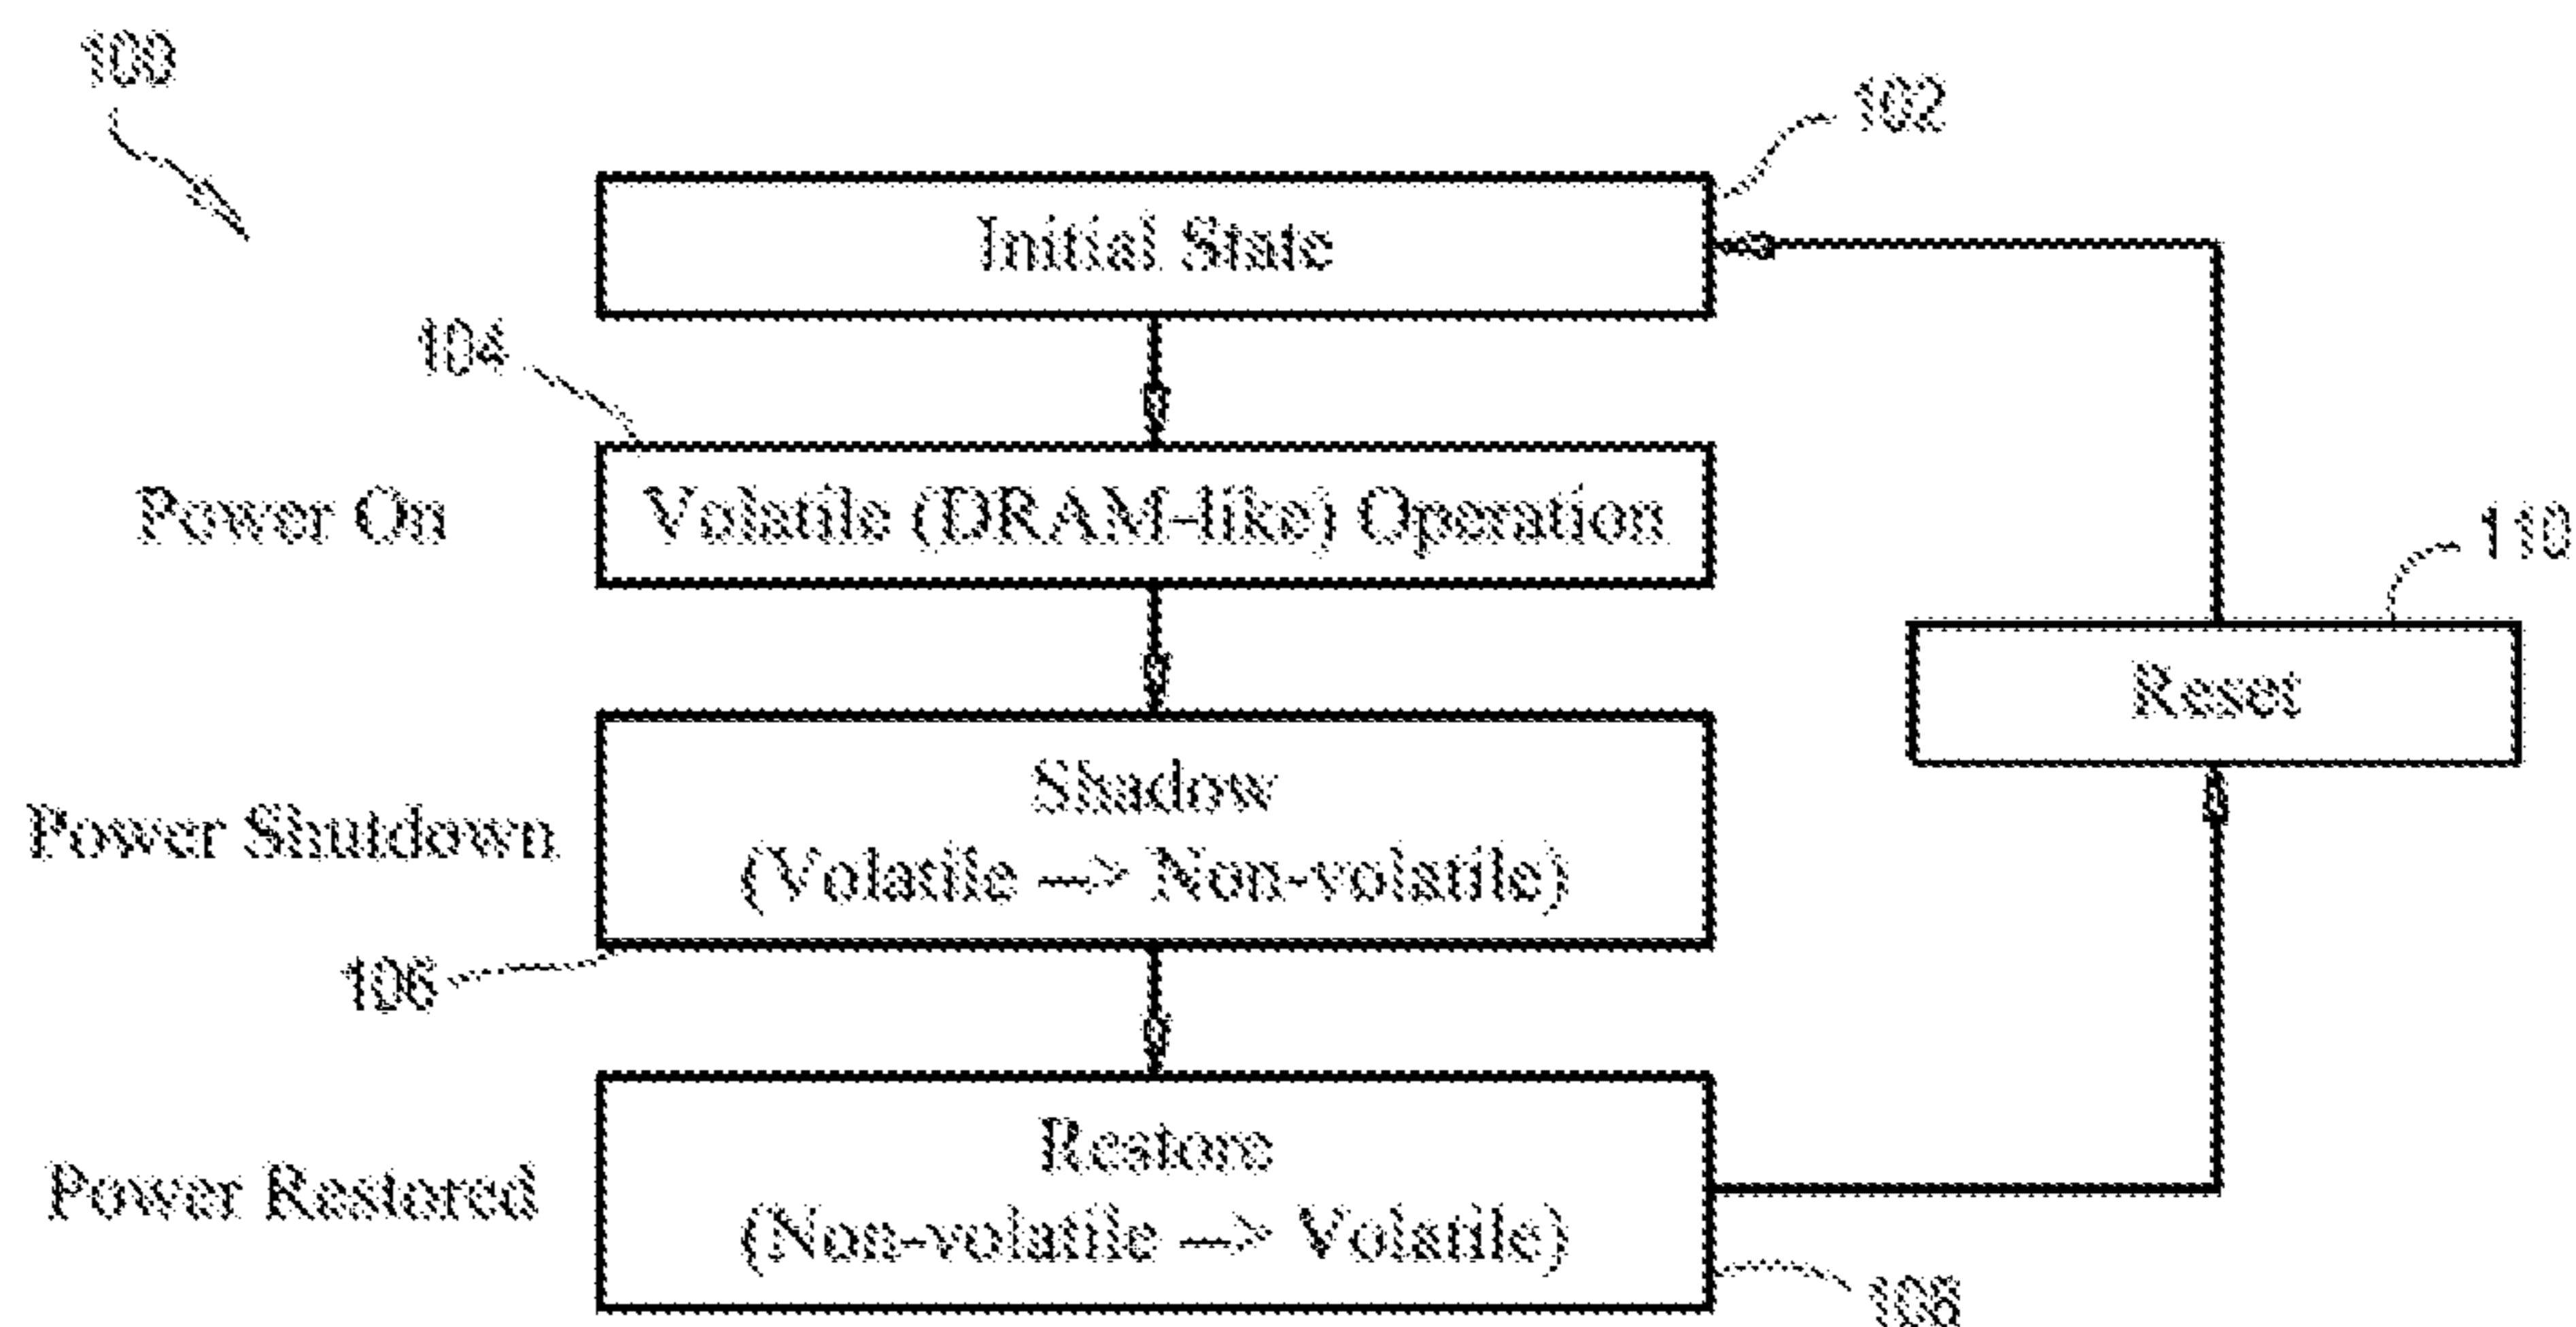 100
102
Initial State
104
Power On
Volatile (DRAM-like) Operation
110
Reset
Power Shutdown
Shadow
(Volatile ---> Non-volatile)
106
Power Restored
Restore
(Non-volatile ---> Volatile)
108